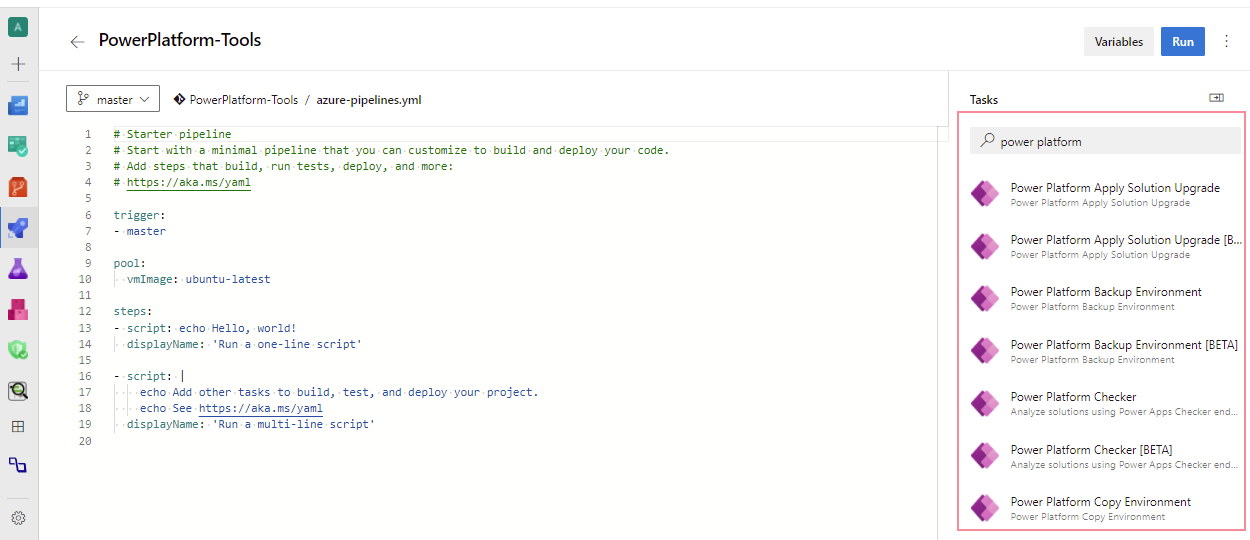 A
PowerPlatform-Tools
Variables
Run
master
PowerPlatform-Tools / azure-pipelines.yml
1 # Starter pipeline
2 # Start with a minimal pipeline that you can customize to build and deploy your code.
3 # Add steps that build, run tests, deploy, and more:
4 # https://aka.ms/yaml
5
6 trigger:
7 - master
8
9 pool:
10   vmImage: ubuntu-latest
11
12 steps:
13 - script: echo Hello, world!
14   displayName: 'Run a one-line script'
15
16 - script: |
17     echo Add other tasks to build, test, and deploy your project.
18     echo See https://aka.ms/yaml
19   displayName: 'Run a multi-line script'
20
Tasks
power platform
Power Platform Apply Solution Upgrade
Power Platform Apply Solution Upgrade
Power Platform Apply Solution Upgrade [B...
Power Platform Apply Solution Upgrade
Power Platform Backup Environment
Power Platform Backup Environment
Power Platform Backup Environment [BETA]
Power Platform Backup Environment
Power Platform Checker
Analyze solutions using Power Apps Checker end...
Power Platform Checker [BETA]
Analyze solutions using Power Apps Checker end...
Power Platform Copy Environment
Power Platform Copy Environment